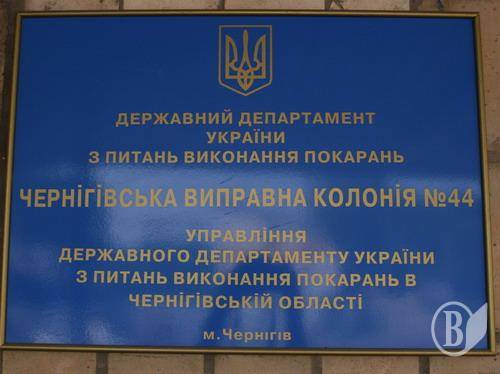 ДЕРЖАВНИЙ ДЕПАРТАМЕНТ
УКРАЇНИ
З ПИТАНЬ ВИКОНАННЯ ПОКАРАНЬ
ЧЕРНІГІВСЬКА ВИПРАВНА КОЛОНІЯ №44
УПРАВЛІННЯ
ДЕРЖАВНОГО ДЕПАРТАМЕНТУ УКРАЇНИ
З ПИТАНЬ ВИКОНАННЯ ПОКАРАНЬ В
ЧЕРНІГІВСЬКІЙ ОБЛАСТІ
м.Чернігів
В